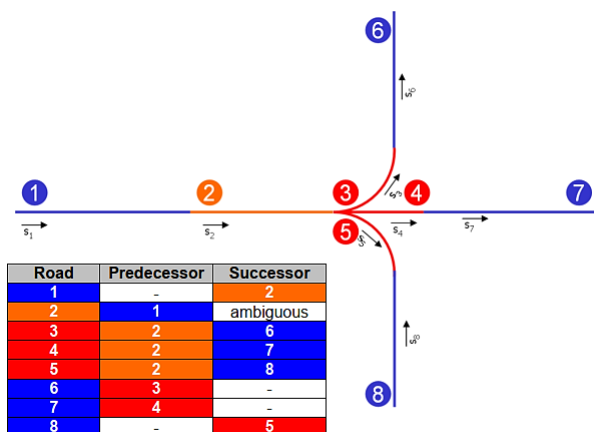 6
s6
1
2
3
4
7
s3
5
s1
s2
s5
s4
s7
Road Predecessor Successor
1 - 2
2 1 ambiguous
3 2 6
4 2 7
5 2 8
6 3 -
7 4 -
8 - 5
s8
8